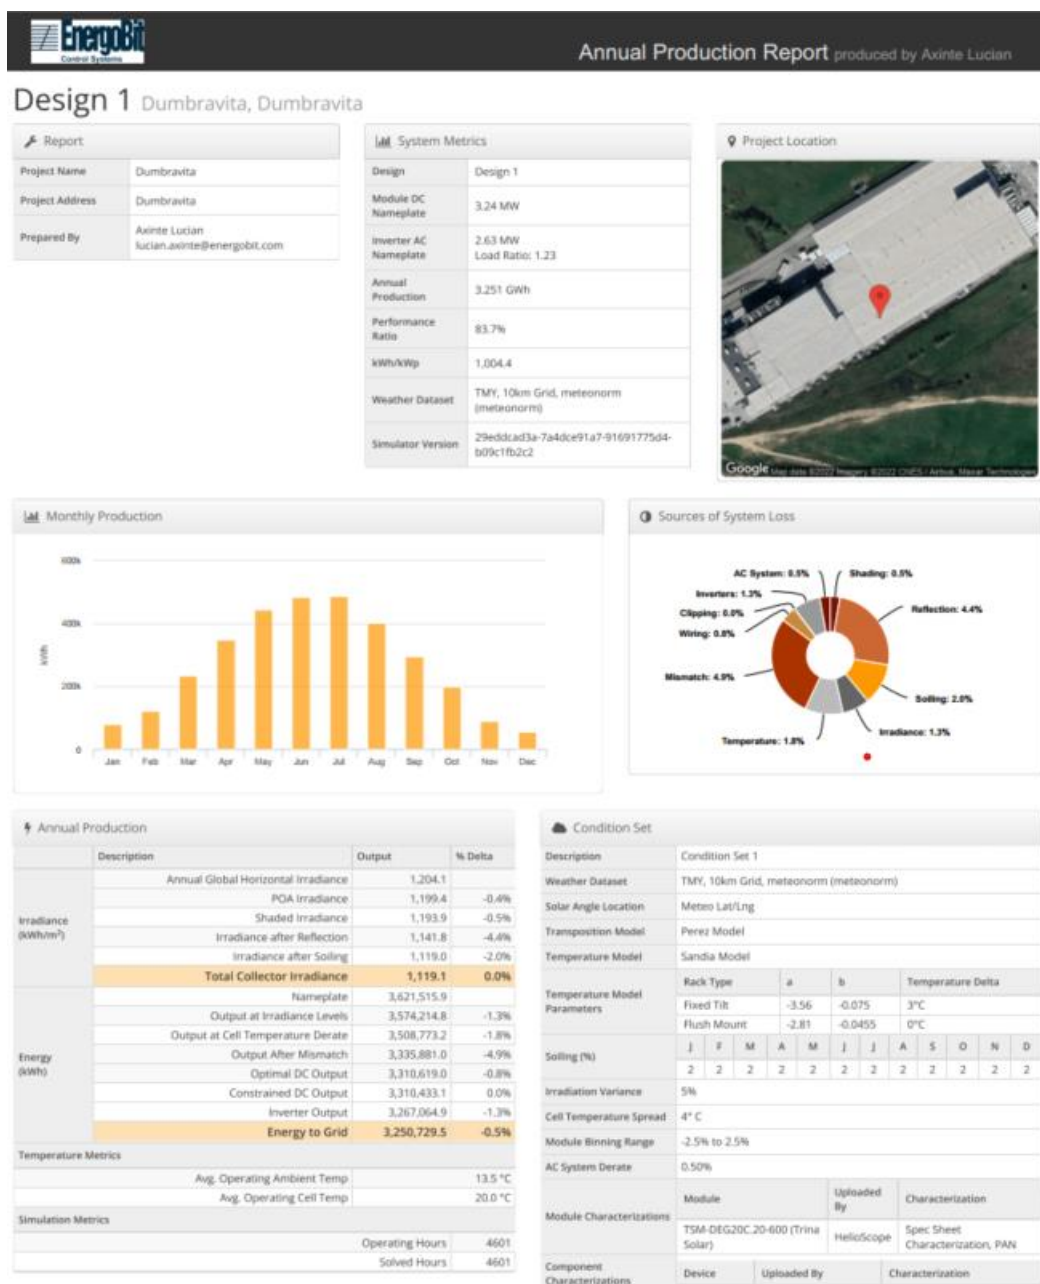 EnergoBit
Control Systems
Annual Production Report produced by Axinte Lucian
Design 1 Dumbravita, Dumbravita
Report
Project Name Dumbravita
Project Address Dumbravita
Prepared By Axinte Lucian
lucian.axinte@energobit.com
System Metrics
Design Design 1
Module DC Nameplate 3.24 MW
Inverter AC Nameplate 2.63 MW
Load Ratio: 1.23
Annual Production 3.251 GWh
Performance Ratio 83.7%
kWh/kWp 1,004.4
Weather Dataset TMY, 10km Grid, meteonorm (meteonorm)
Simulator Version 29eddcad3a-7a4dce91a7-91691775d4-b09c1fb2c2
Project Location
Google Map data ©2022 Imagery ©2022 CNES / Airbus, Maxar Technologies
Monthly Production
600k
400k
200k
0
kWh
Jan Feb Mar Apr May Jun Jul Aug Sep Oct Nov Dec
Sources of System Loss
AC System: 0.5%
Shading: 0.5%
Inverters: 1.3%
Reflection: 4.4%
Clipping: 0.0%
Wiring: 0.8%
Mismatch: 4.9%
Soiling: 2.0%
Irradiance: 1.3%
Temperature: 1.8%
Annual Production
Description Output % Delta
Irradiance (kWh/m²)
Annual Global Horizontal Irradiance 1,204.1
POA Irradiance 1,199.4 -0.4%
Shaded Irradiance 1,193.9 -0.5%
Irradiance after Reflection 1,141.8 -4.4%
Irradiance after Soiling 1,119.0 -2.0%
Total Collector Irradiance 1,119.1 0.0%
Energy (kWh)
Nameplate 3,621,515.9
Output at Irradiance Levels 3,574,214.8 -1.3%
Output at Cell Temperature Derate 3,508,773.2 -1.8%
Output After Mismatch 3,335,881.0 -4.9%
Optimal DC Output 3,310,619.0 -0.8%
Constrained DC Output 3,310,433.1 0.0%
Inverter Output 3,267,064.9 -1.3%
Energy to Grid 3,250,729.5 -0.5%
Temperature Metrics
Avg. Operating Ambient Temp 13.5 °C
Avg. Operating Cell Temp 20.0 °C
Simulation Metrics
Operating Hours 4601
Solved Hours 4601
Condition Set
Description Condition Set 1
Weather Dataset TMY, 10km Grid, meteonorm (meteonorm)
Solar Angle Location Meteo Lat/Lng
Transposition Model Perez Model
Temperature Model Sandia Model
Temperature Model Parameters
Rack Type a b Temperature Delta
Fixed Tilt -3.56 -0.075 3°C
Flush Mount -2.81 -0.0455 0°C
Soiling (%)
J F M A M J J A S O N D
2 2 2 2 2 2 2 2 2 2 2 2
Irradiation Variance 5%
Cell Temperature Spread 4° C
Module Binning Range -2.5% to 2.5%
AC System Derate 0.50%
Module Characterizations
Module Uploaded By Characterization
TSM-DEG20C.20-600 (Trina Solar) HelioScope Spec Sheet Characterization, PAN
Component Characterizations
Device Uploaded By Characterization